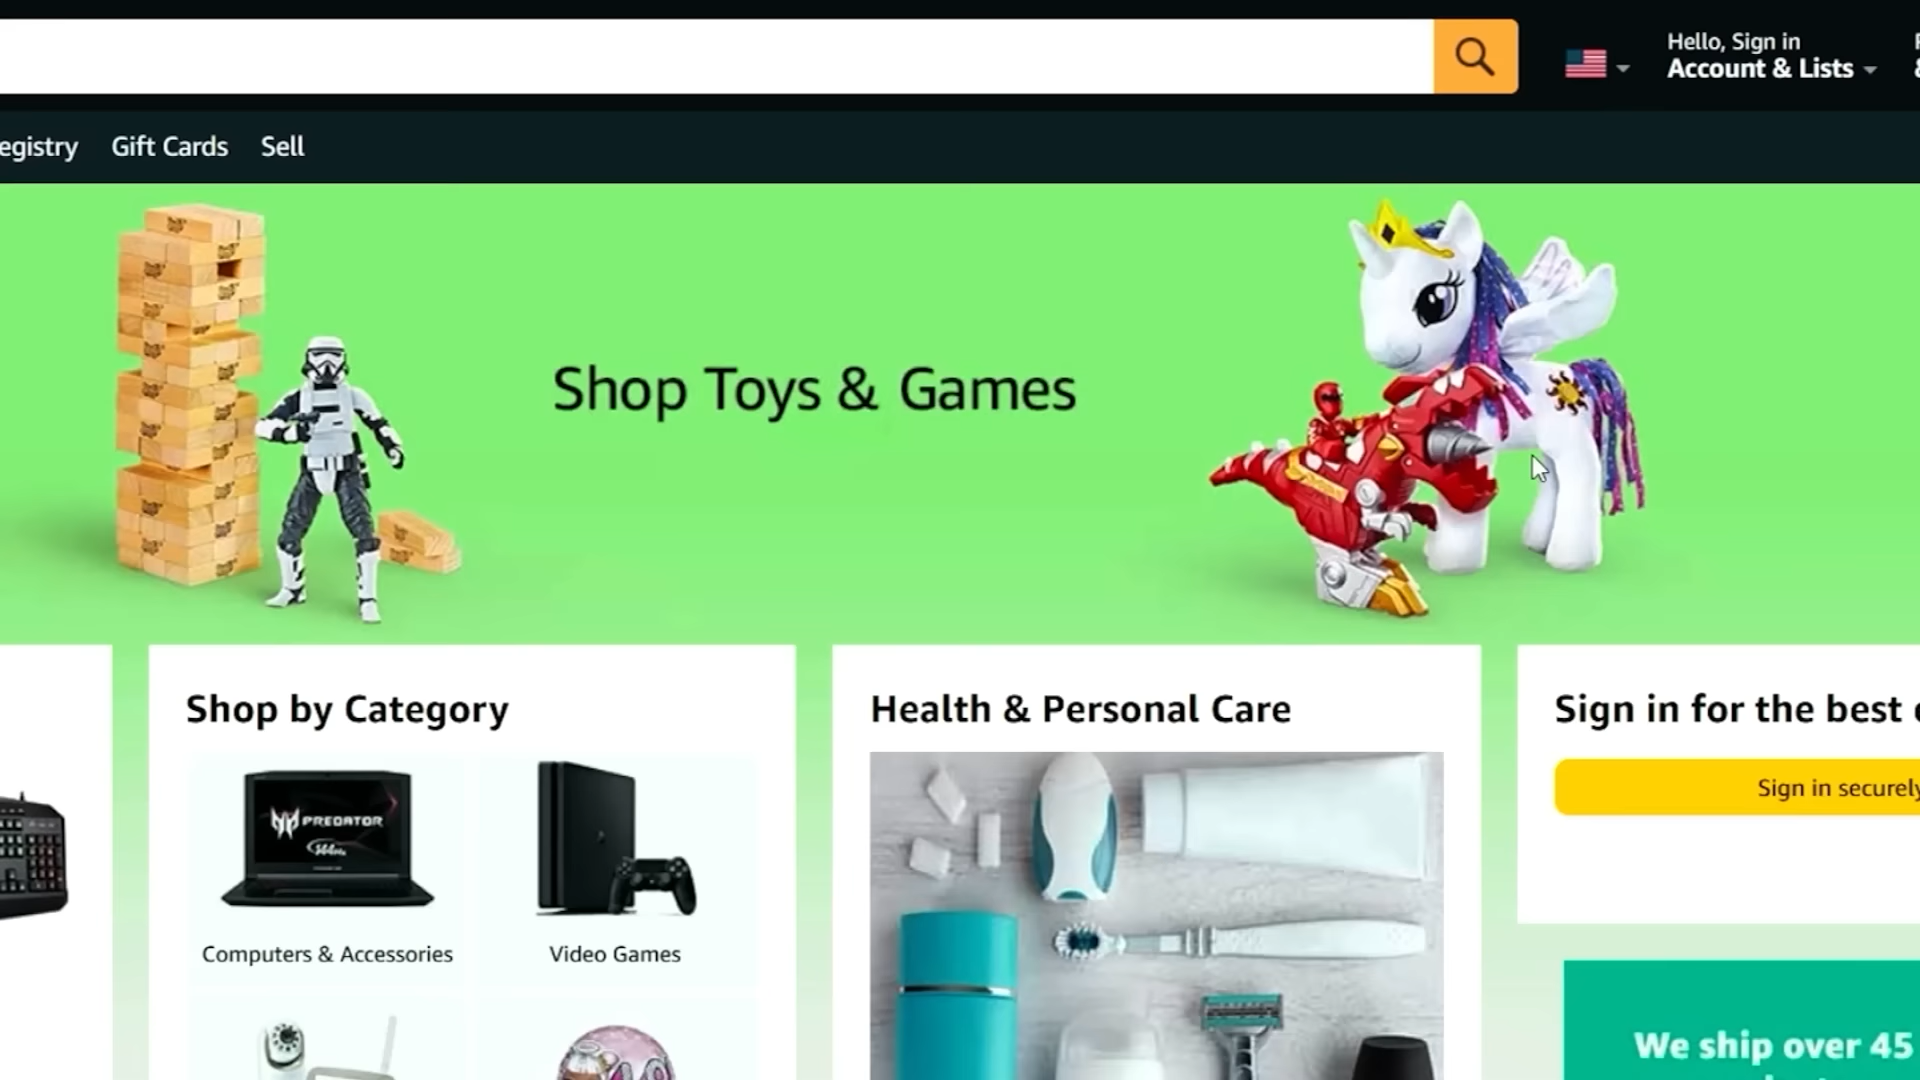 Hello, Sign in
Account & Lists
egistry Gift Cards Sell
Shop Toys & Games
Shop by Category
PREDATOR
Computers & Accessories
Video Games
Health & Personal Care
Sign in for the best
Sign in securely
We ship over 45